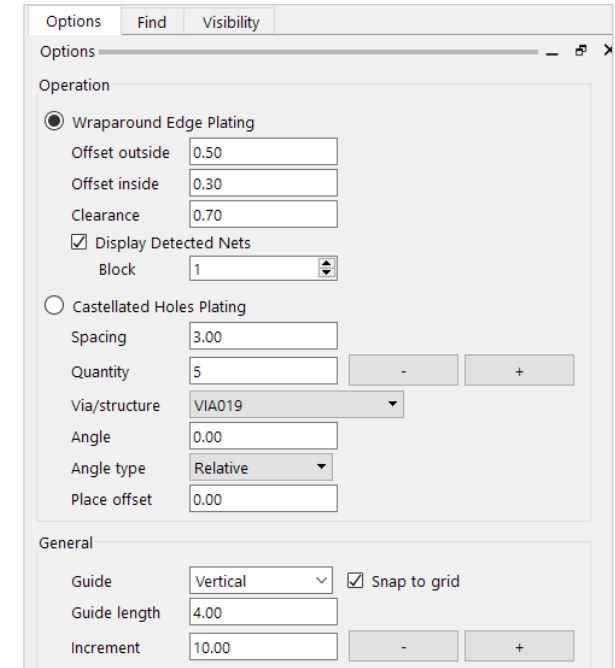 Options Find Visibility
Options
Operation
Wraparound Edge Plating
Offset outside 0.50
Offset inside 0.30
Clearance 0.70
Display Detected Nets
Block 1
Castellated Holes Plating
Spacing 3.00
Quantity 5 - +
Via/structure VIA019
Angle 0.00
Angle type Relative
Place offset 0.00
General
Guide Vertical Snap to grid
Guide length 4.00
Increment 10.00 - +